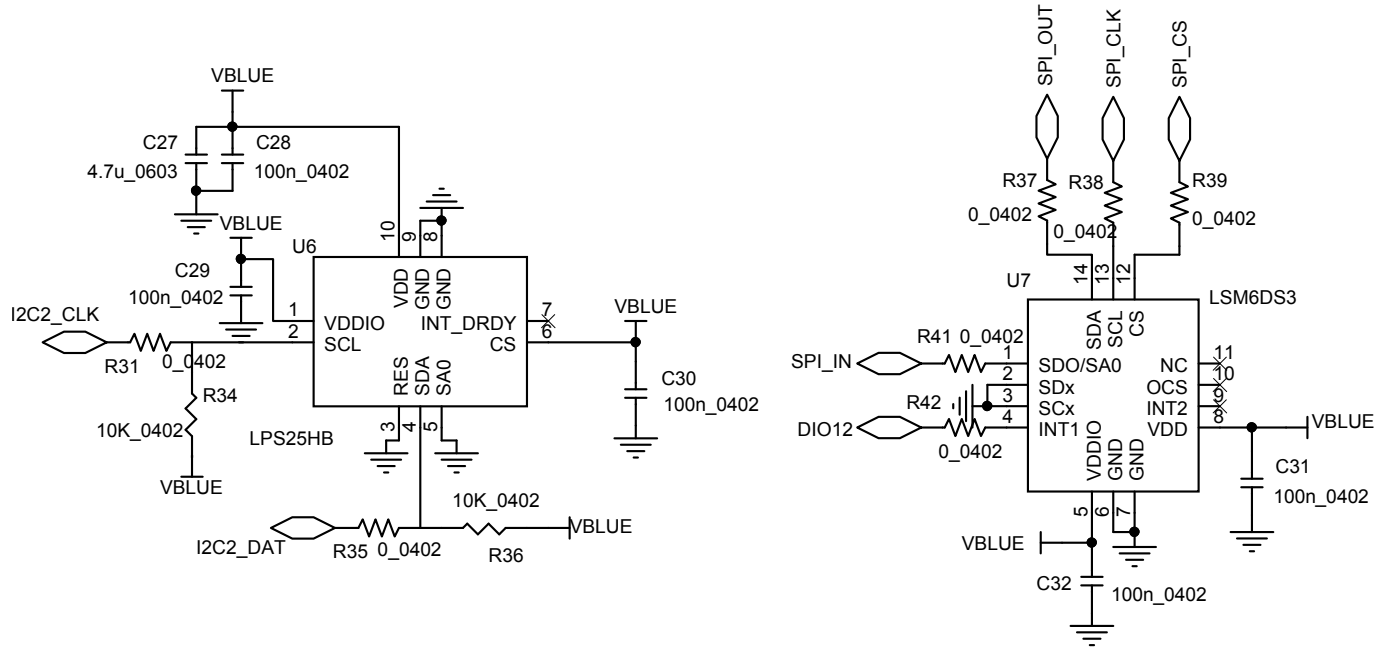 VBLUE
C27
4.7u_0603
C28
100n_0402
VBLUE
C29
100n_0402
I2C2_CLK
R31
0_0402
R34
10K_0402
VBLUE
U6
LPS25HB
10
9
8
VDD
GND
GND
1
VDDIO
2
SCL
INT_DRDY
7
CS
6
RES
SDA
SA0
3
4
5
VBLUE
C30
100n_0402
I2C2_DAT
R35
0_0402
10K_0402
R36
VBLUE
SPI_OUT
SPI_CLK
SPI_CS
R37
0_0402
R38
0_0402
R39
0_0402
U7
LSM6DS3
14
13
12
SDA
SCL
CS
SPI_IN
R41
0_0402
1
SDO/SA0
2
SDx
3
SCx
4
INT1
DIO12
R42
0_0402
NC
11
OCS
10
INT2
9
VDD
8
VDDIO
GND
GND
5
6
7
VBLUE
C31
100n_0402
VBLUE
C32
100n_0402